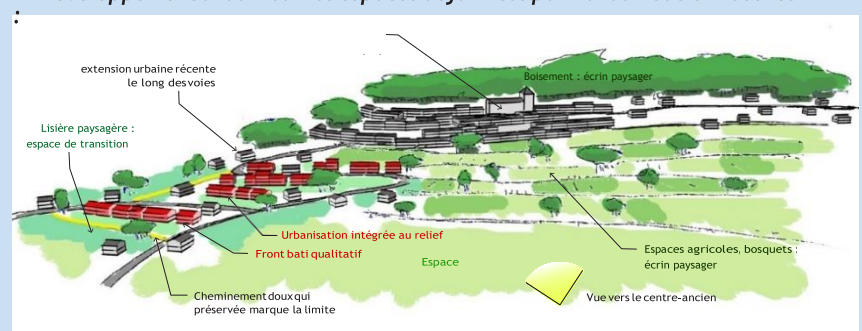 :
Boisement : écrin paysager
extension urbaine récente
le long des voies
Lisière paysagère :
espace de transition
Urbanisation intégrée au relief
Front bati qualitatif
Espace
Espaces agricoles, bosquets :
écrin paysager
Cheminement doux qui
préservée marque la limite
Vue vers le centre-ancien